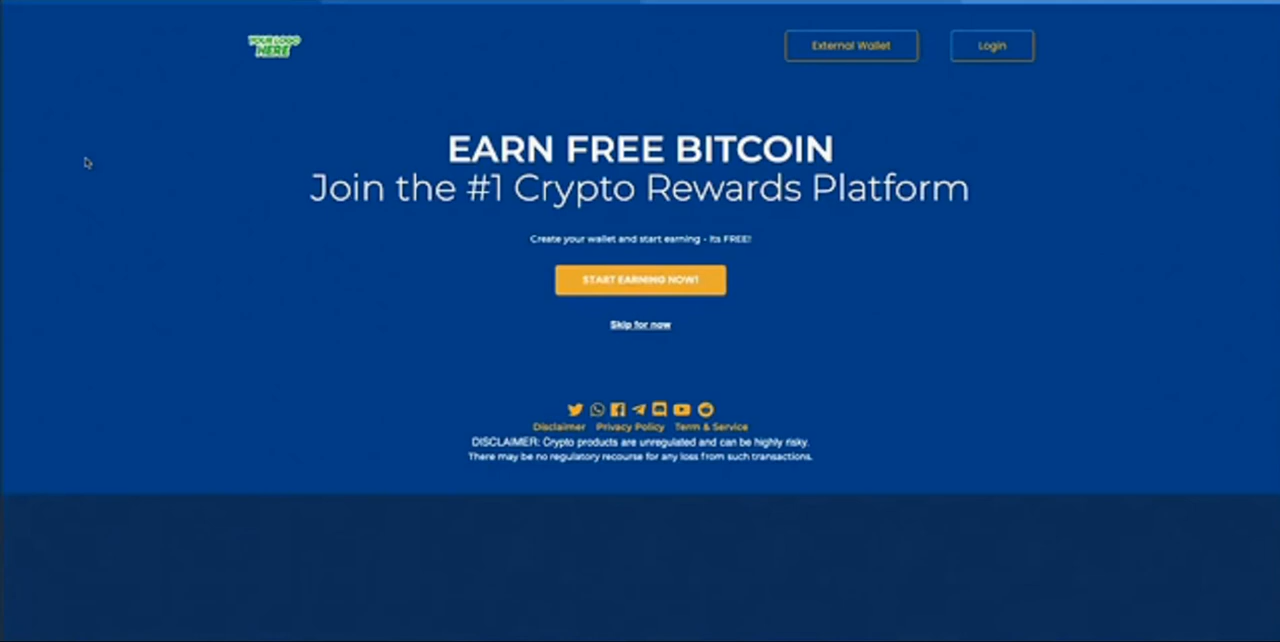 YOUR LOGO
HERE
External Wallet
Login
EARN FREE BITCOIN
Join the #1 Crypto Rewards Platform
Create your wallet and start earning - Its FREE!
START EARNING NOW!
Skip for now
Disclaimer Privacy Policy Term & Service
DISCLAIMER: Crypto products are unregulated and can be highly risky.
There may be no regulatory recourse for any loss from such transactions.